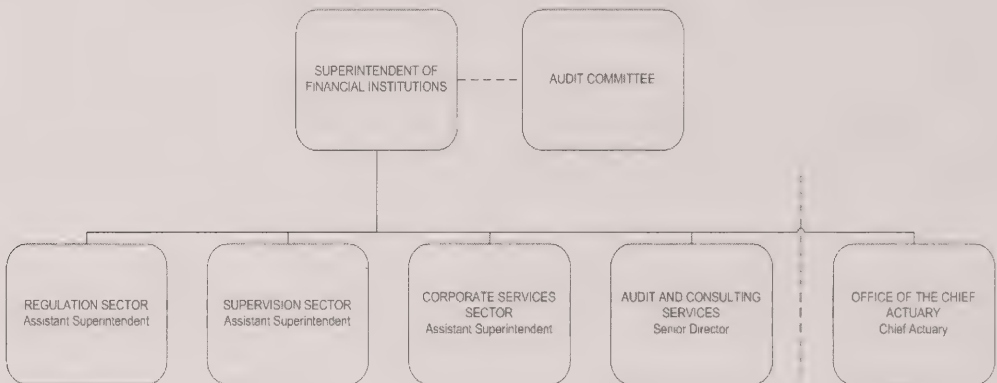 SUPERINTENDENT OF
FINANCIAL INSTITUTIONS
AUDIT COMMITTEE
REGULATION SECTOR
Assistant Superintendent
SUPERVISION SECTOR
Assistant Superintendent
CORPORATE SERVICES
SECTOR
Assistant Superintendent
AUDIT AND CONSULTING
SERVICES
Senior Director
OFFICE OF THE CHIEF
ACTUARY
Chief Actuary